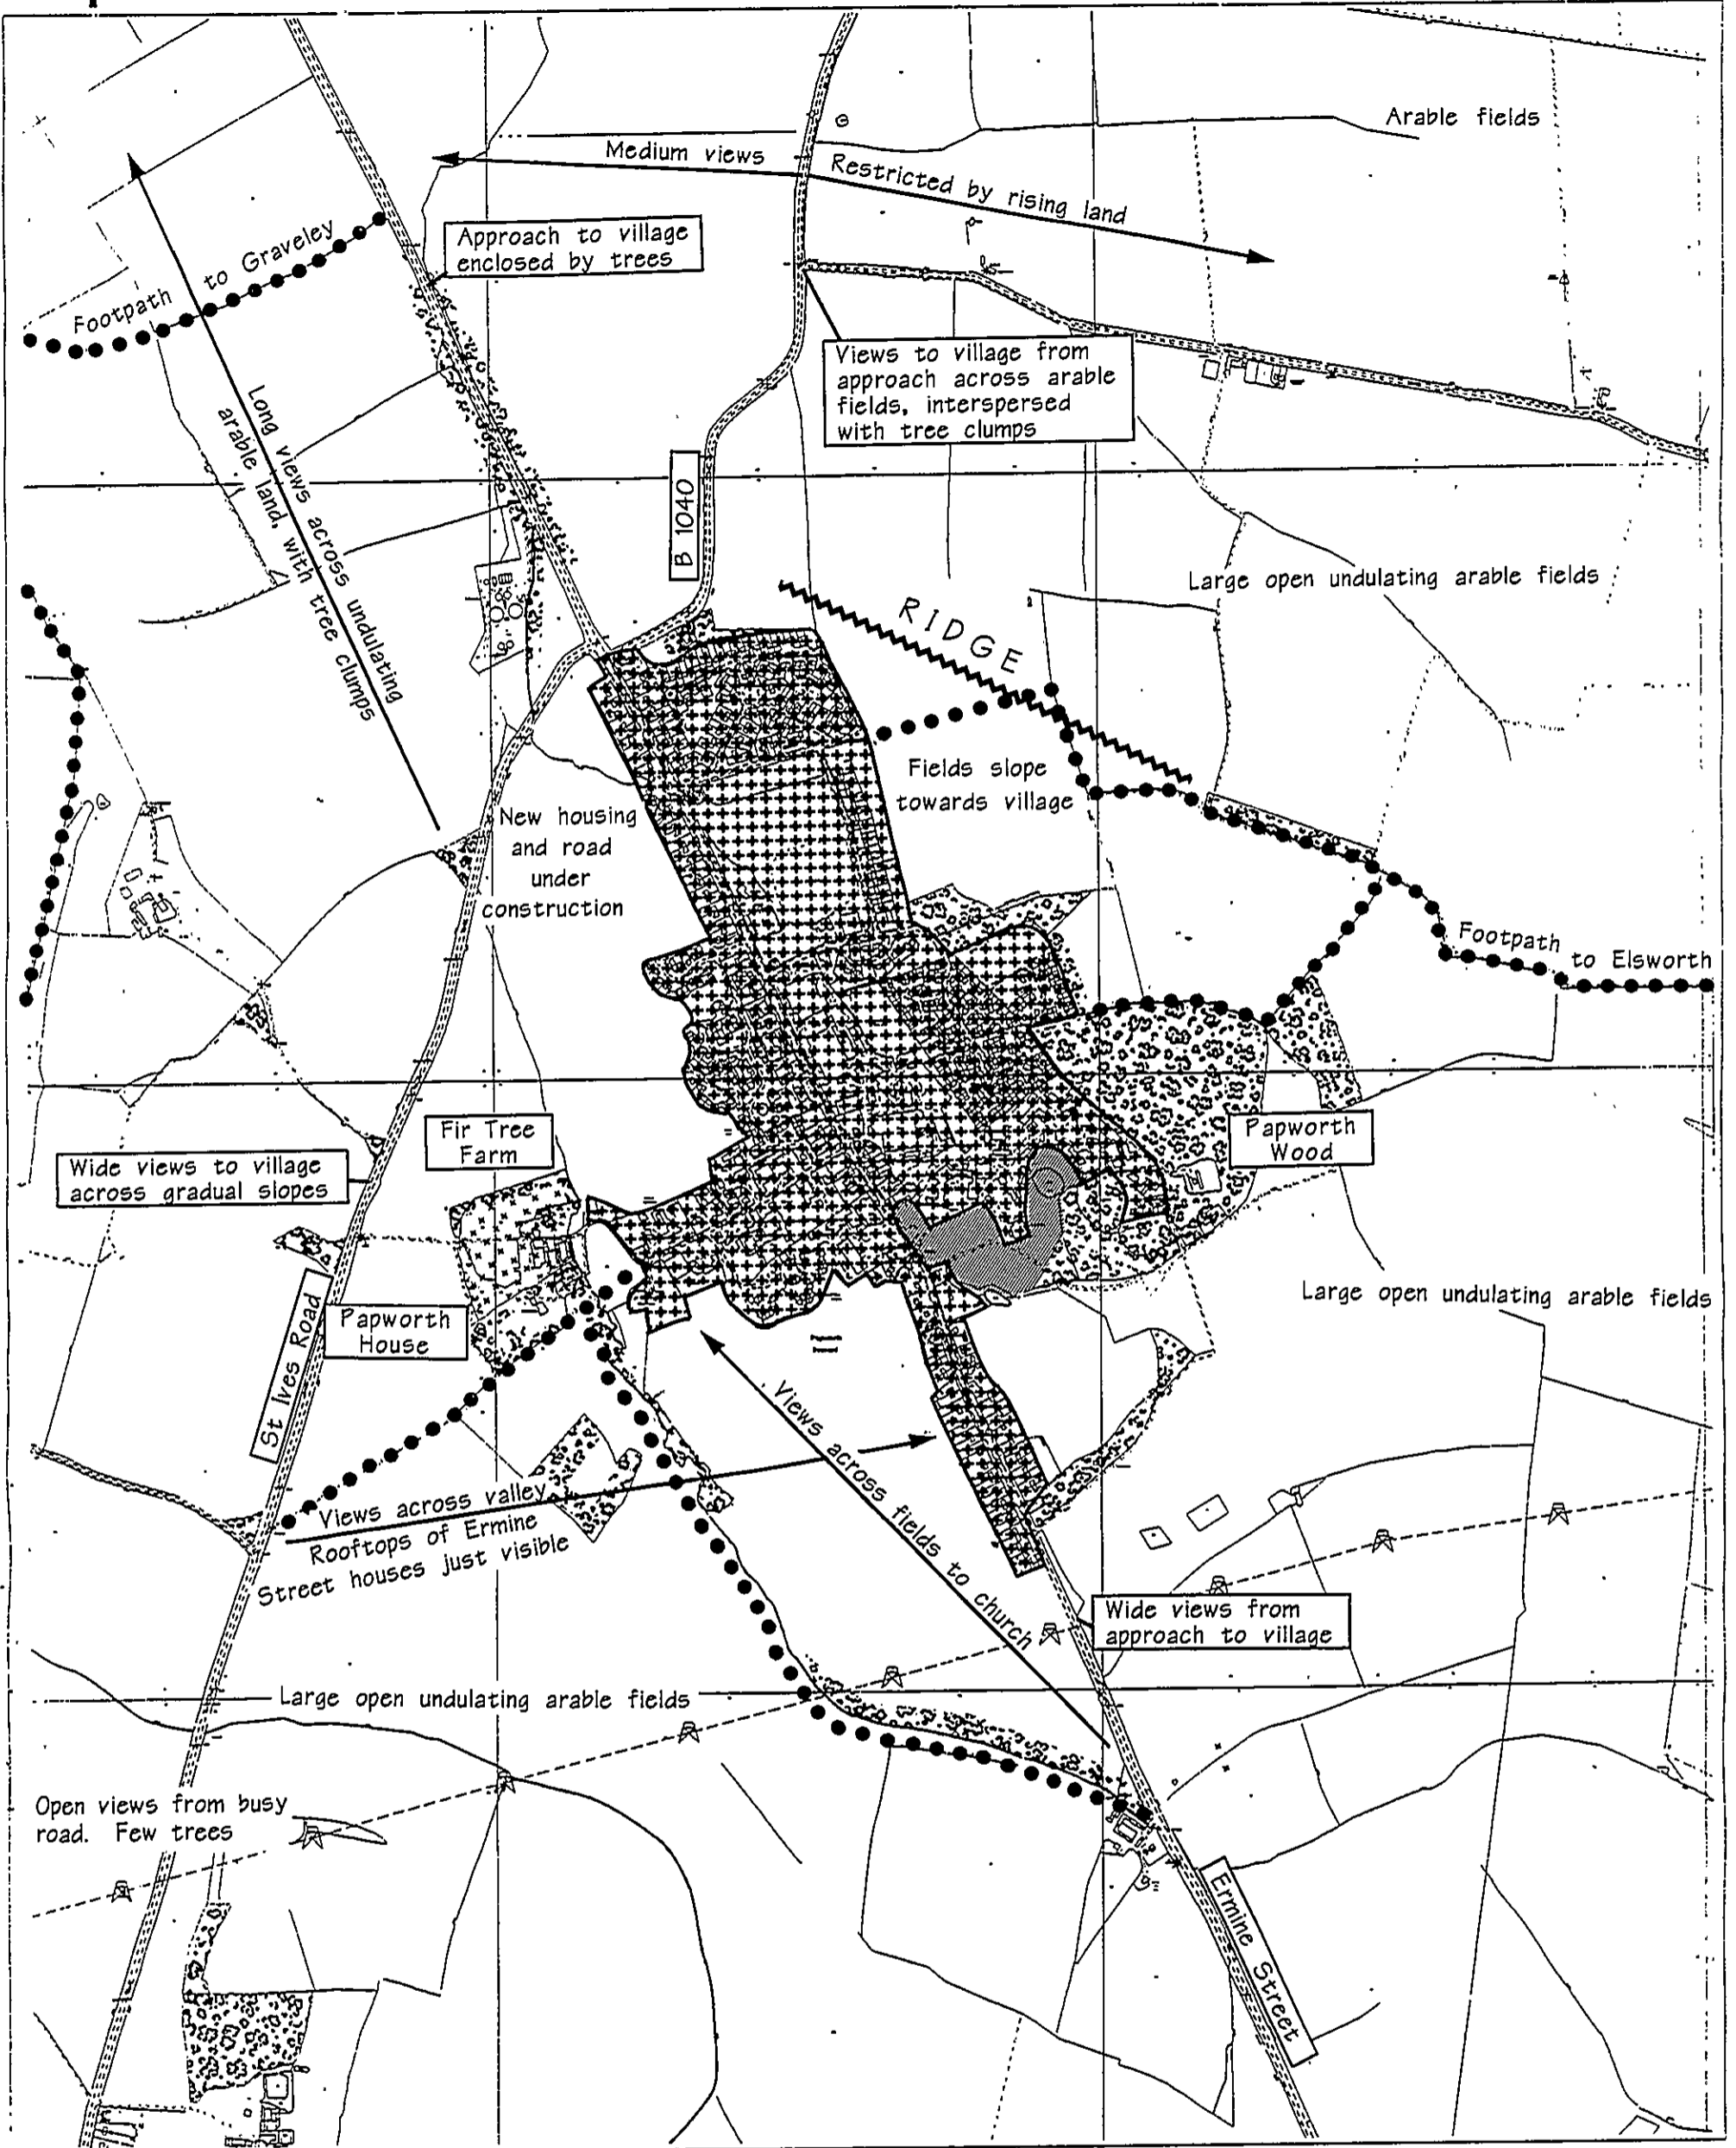 Arable fields
Medium views
Restricted by rising land
Approach to village
enclosed by trees
Footpath to Graveley
Views to village from
approach across arable
fields, interspersed
with tree clumps
Long views across undulating
arable land, with tree clumps
B 1040
Large open undulating arable fields
RIDGE
Fields slope
towards village
New housing
and road
under
construction
Footpath to Elsworth
Fir Tree
Farm
Papworth
Wood
Wide views to village
across gradual slopes
Large open undulating arable fields
St Ives Road
Papworth
House
Views across fields to church
Views across valley
Rooftops of Ermine
Street houses just visible
Wide views from
approach to village
Large open undulating arable fields
Open views from busy
road. Few trees
Ermine Street